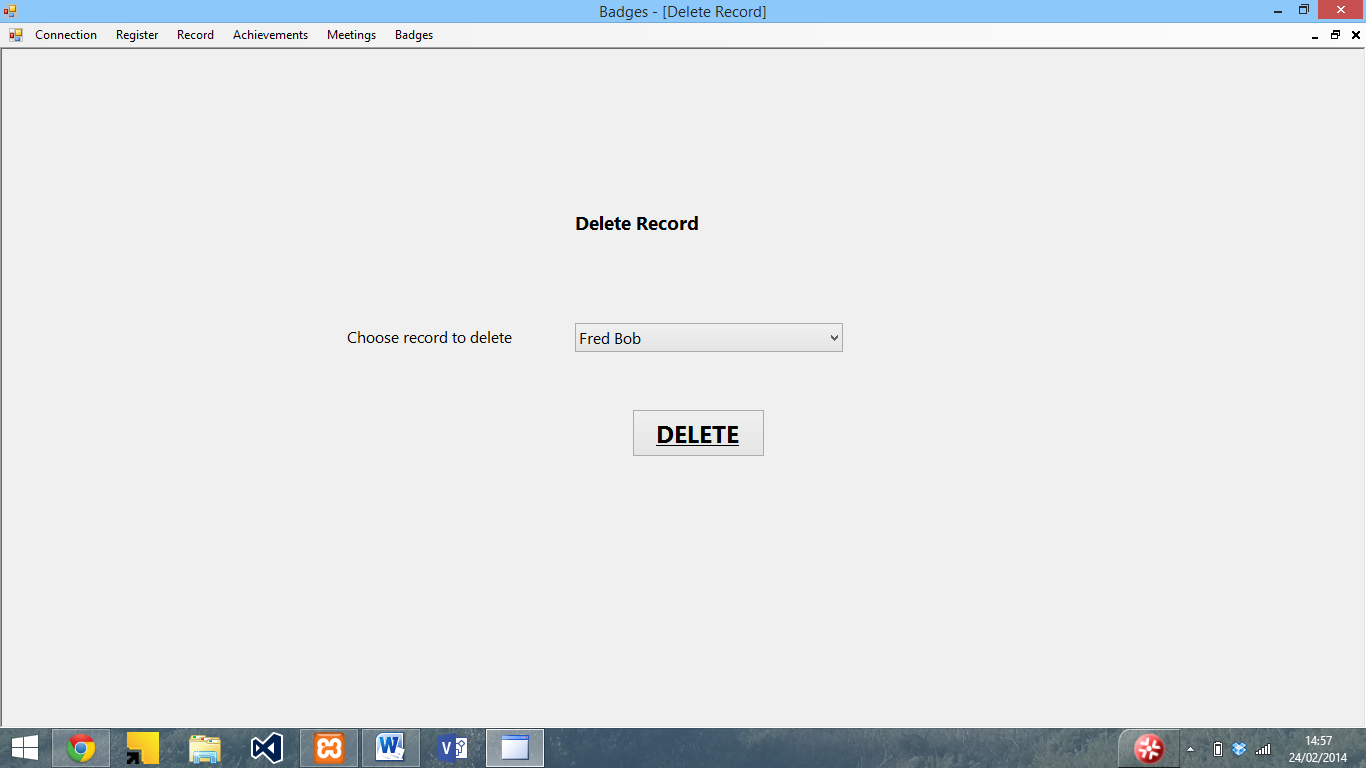 Badges - [Delete Record]
Connection Register Record Achievements Meetings Badges
Delete Record
Choose record to delete
Fred Bob
DELETE
14:57
24/02/2014